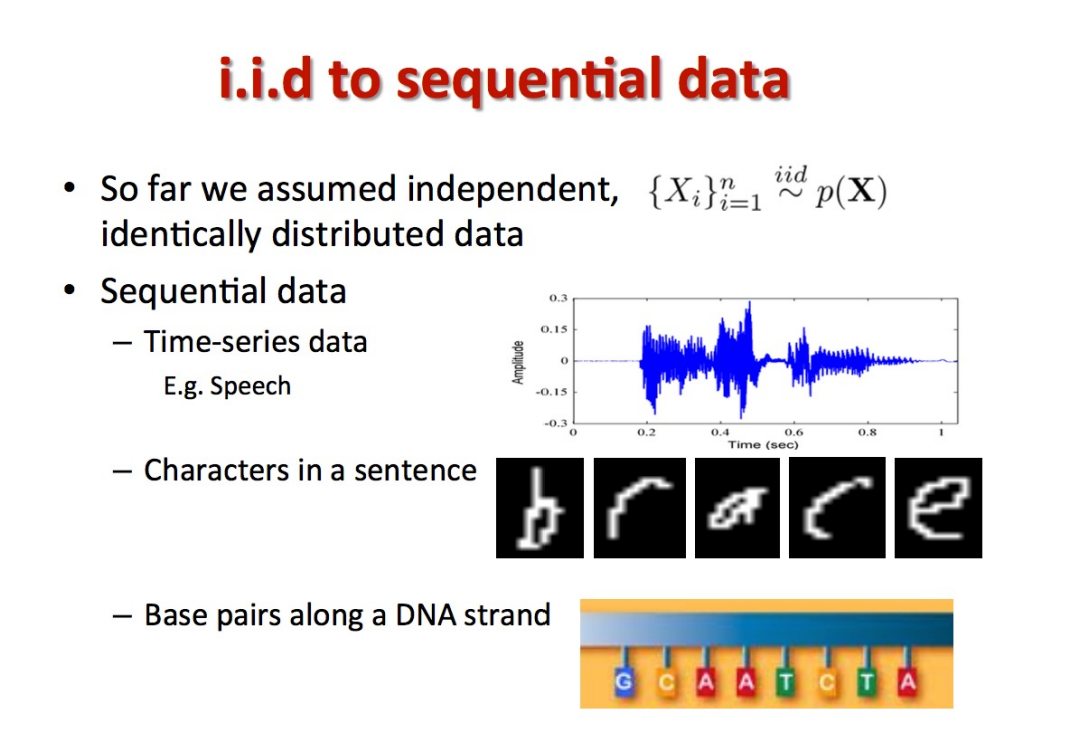 i.i.d to sequential data
• So far we assumed independent, {X_i}_{i=1}^n \overset{iid}{\sim} p(𝐗)
identically distributed data
• Sequential data
– Time-series data
E.g. Speech
0.3
0.15
0
-0.15
-0.3
Amplitude
0 0.2 0.4 0.6 0.8 1
Time (sec)
– Characters in a sentence
b r a c e
– Base pairs along a DNA strand
G C A A T C T A